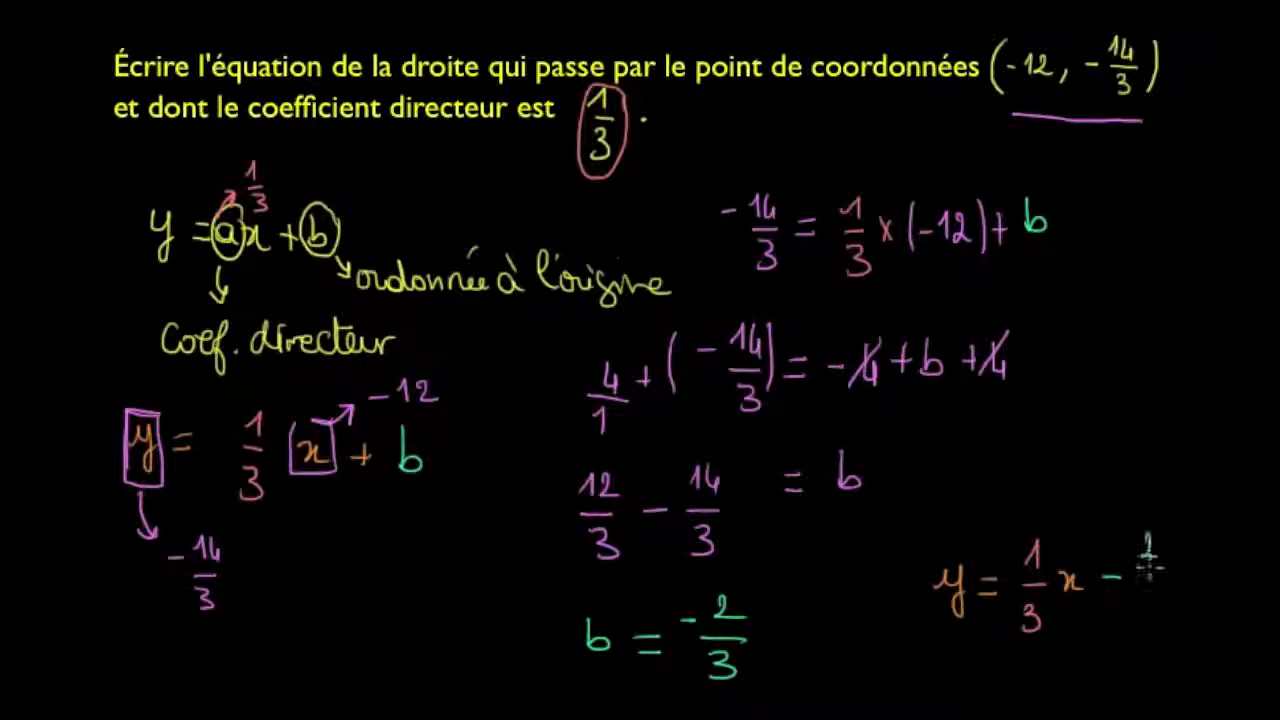 Écrire l'équation de la droite qui passe par le point de coordonnées (-12, -14/3)
et dont le coefficient directeur est 1/3 .
1/3
y = ax + b
ordonnée à l'origine
Coef. directeur
-14/3 = 1/3 × (-12) + b
4/1 + (-14/3) = -4 + b + 4
-12
y = 1/3 x + b
-14/3
12/3 - 14/3 = b
b = -2/3
y = 1/3 x -